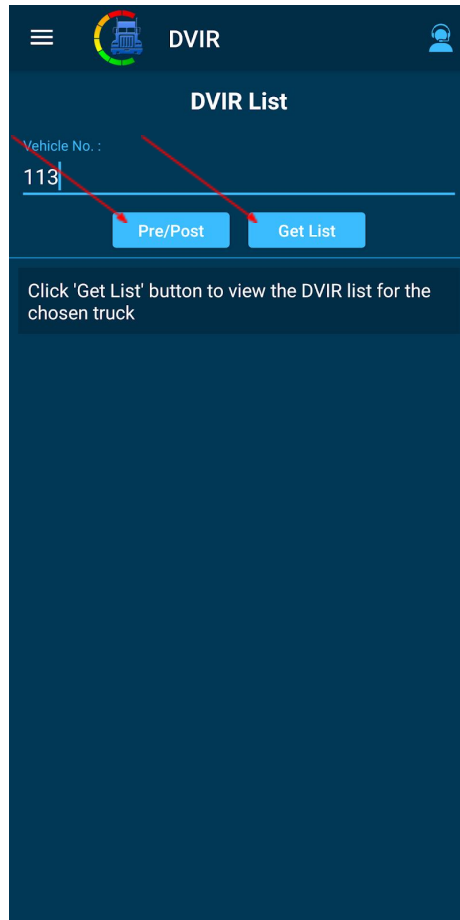 DVIR
DVIR List
Vehicle No. :
113
Pre/Post
Get List
Click 'Get List' button to view the DVIR list for the
chosen truck